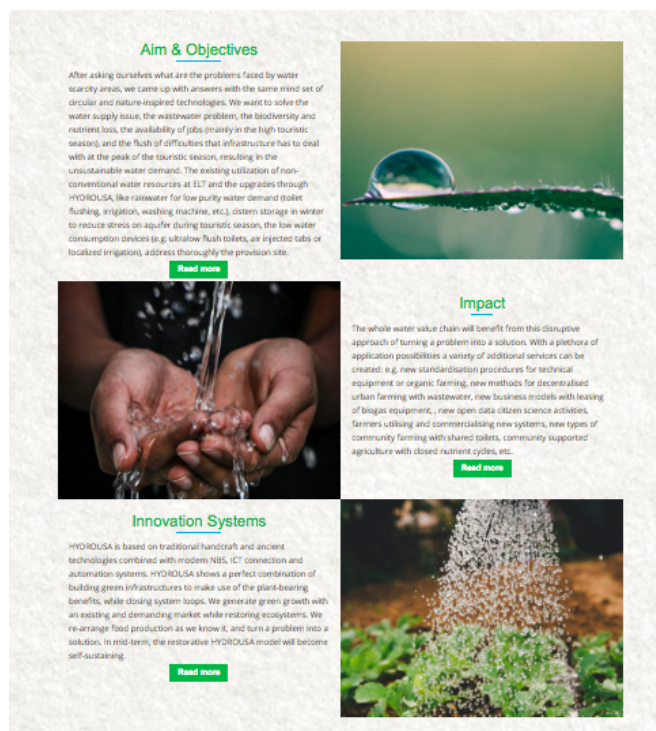 Aim & Objectives
After asking ourselves what are the problems faced by water
scarcity areas, we came up with answers with the same mind set of
circular and nature-inspired technologies. We want to solve the
water supply issue, the wastewater problem, the biodiversity and
nutrient loss, the availability of jobs (mainly in the high touristic
season), and the flush of difficulties that infrastructure has to deal
with at the peak of the touristic season, resulting in the
unsustainable water demand. The existing utilization of non-
conventional water resources at ELT and the upgrades through
HYDROUSA, like rainwater for low purity water demand (toilet
flushing, irrigation, washing machine, etc.), cistern storage in winter
to reduce stress on aquifer during touristic season, the low water
consumption devices (e.g. ultralow flush toilets, air injected tabs or
localized irrigation), address thoroughly the provision site.
Read more
Impact
The whole water value chain will benefit from this disruptive
approach of turning a problem into a solution. With a plethora of
application possibilities a variety of additional services can be
created: e.g. new standardisation procedures for technical
equipment or organic farming, new methods for decentralised
urban farming with wastewater, new business models with leasing
of biogas equipment, , new open data citizen science activities,
farmers utilising and commercialising new systems, new types of
community farming with shared toilets, community supported
agriculture with closed nutrient cycles, etc.
Read more
Innovation Systems
HYDROUSA is based on traditional handcraft and ancient
technologies combined with modern NBS, ICT connection and
automation systems. HYDROUSA shows a perfect combination of
building green infrastructures to make use of the plant-bearing
benefits, while closing system loops. We generate green growth with
an existing and demanding market while restoring ecosystems. We
re-arrange food production as we know it, and turn a problem into a
solution. In mid-term, the restorative HYDROUSA model will become
self-sustaining.
Read more